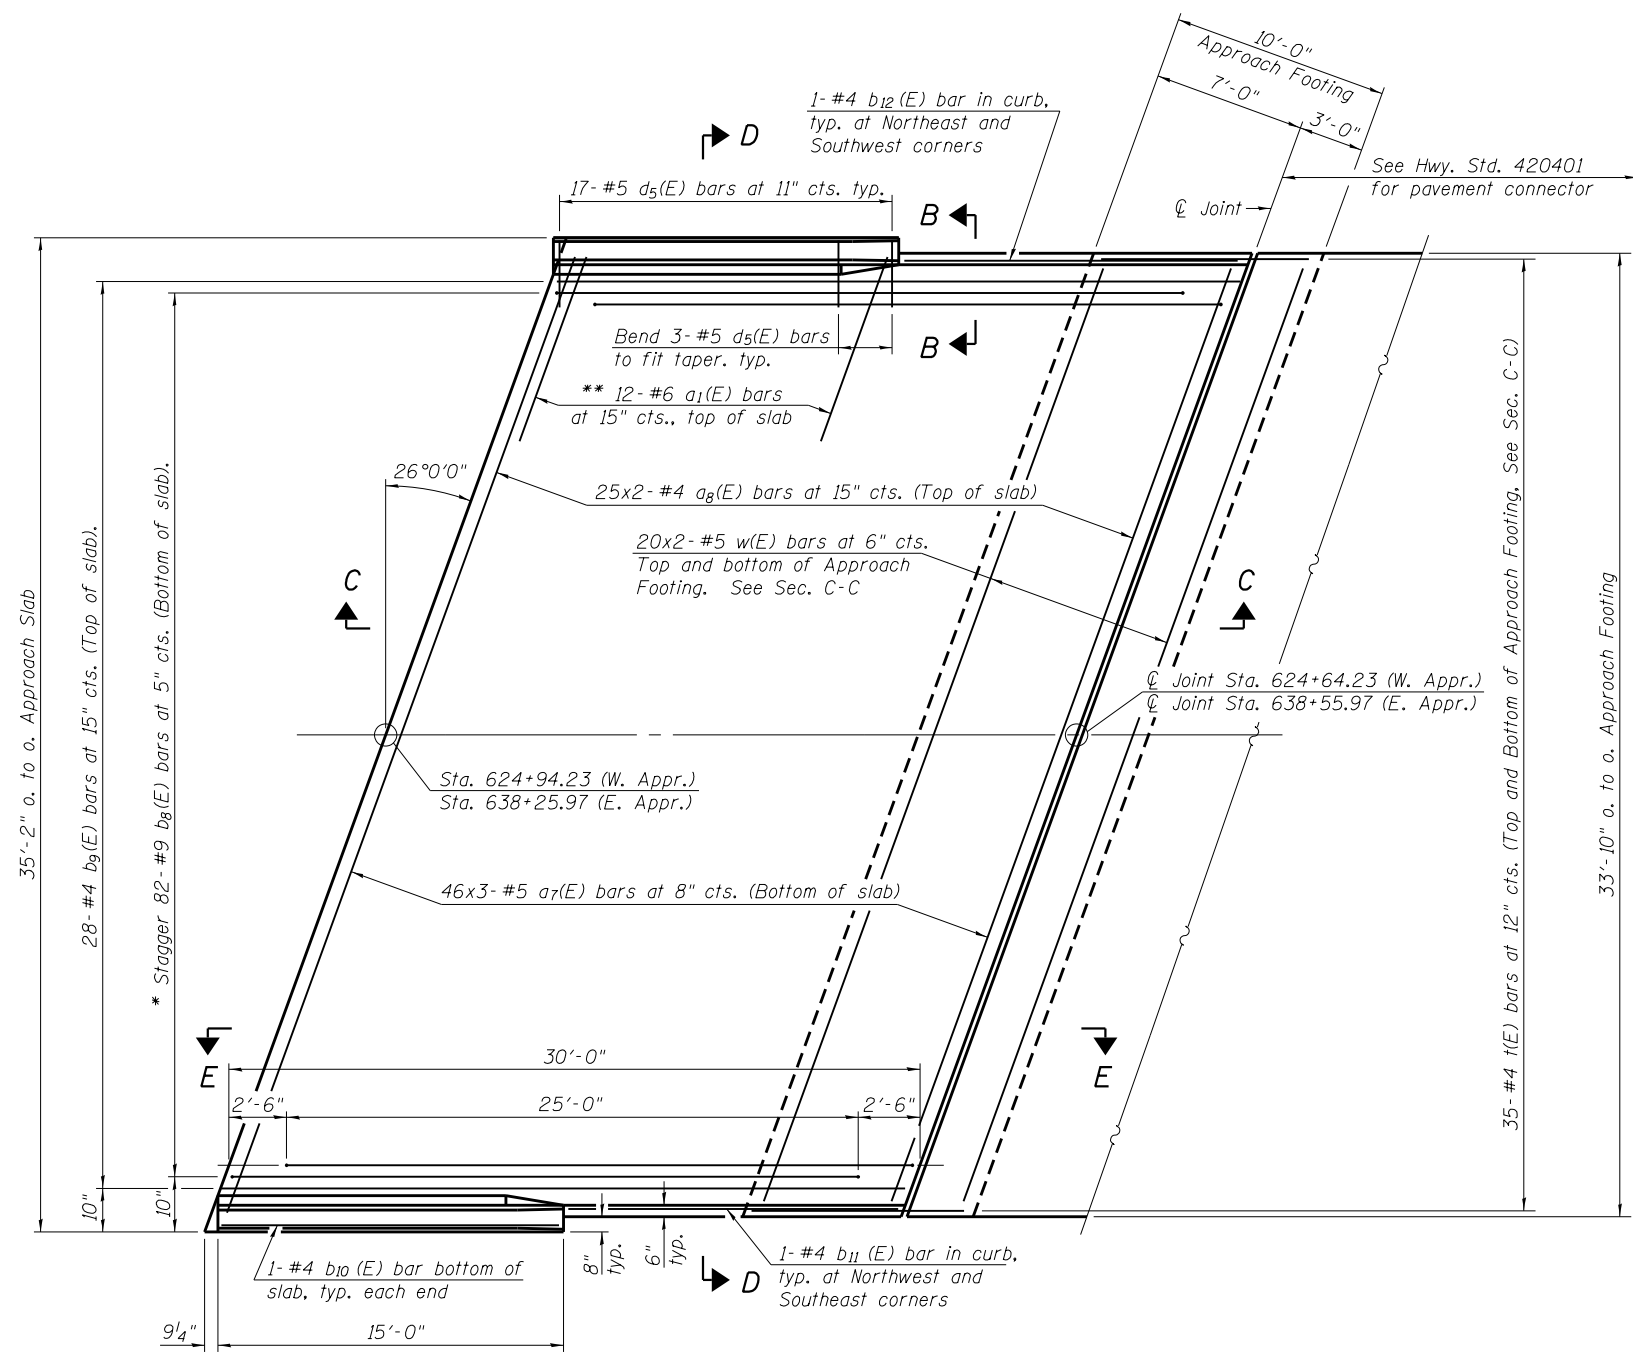 10'-0"
Approach Footing
7'-0"
3'-0"
1-#4 b12(E) bar in curb,
typ. at Northeast and
Southwest corners
D
See Hwy. Std. 420401
for pavement connector
17-#5 d5(E) bars at 11" cts. typ.
B
℄ Joint
Bend 3-#5 d5(E) bars
to fit taper. typ.
B
** 12-#6 a1(E) bars
at 15" cts., top of slab
26°0'0"
25x2-#4 a8(E) bars at 15" cts. (Top of slab)
20x2-#5 w(E) bars at 6" cts.
Top and bottom of Approach
Footing. See Sec. C-C
C
C
35'-2" o. to o. Approach Slab
28-#4 b9(E) bars at 15" cts. (Top of slab).
* Stagger 82-#9 b8(E) bars at 5" cts. (Bottom of slab).
35-#4 t(E) bars at 12" cts. (Top and Bottom of Approach Footing, See Sec. C-C)
33'-10" o. to o. Approach Footing
℄ Joint Sta. 624+64.23 (W. Appr.)
℄ Joint Sta. 638+55.97 (E. Appr.)
Sta. 624+94.23 (W. Appr.)
Sta. 638+25.97 (E. Appr.)
46x3-#5 a7(E) bars at 8" cts. (Bottom of slab)
E
E
30'-0"
2'-6"
25'-0"
2'-6"
10"
10"
8"
typ.
6"
typ.
D
1-#4 b10 (E) bar bottom of
slab, typ. each end
1-#4 b11 (E) bar in curb,
typ. at Northwest and
Southeast corners
9¼"
15'-0"